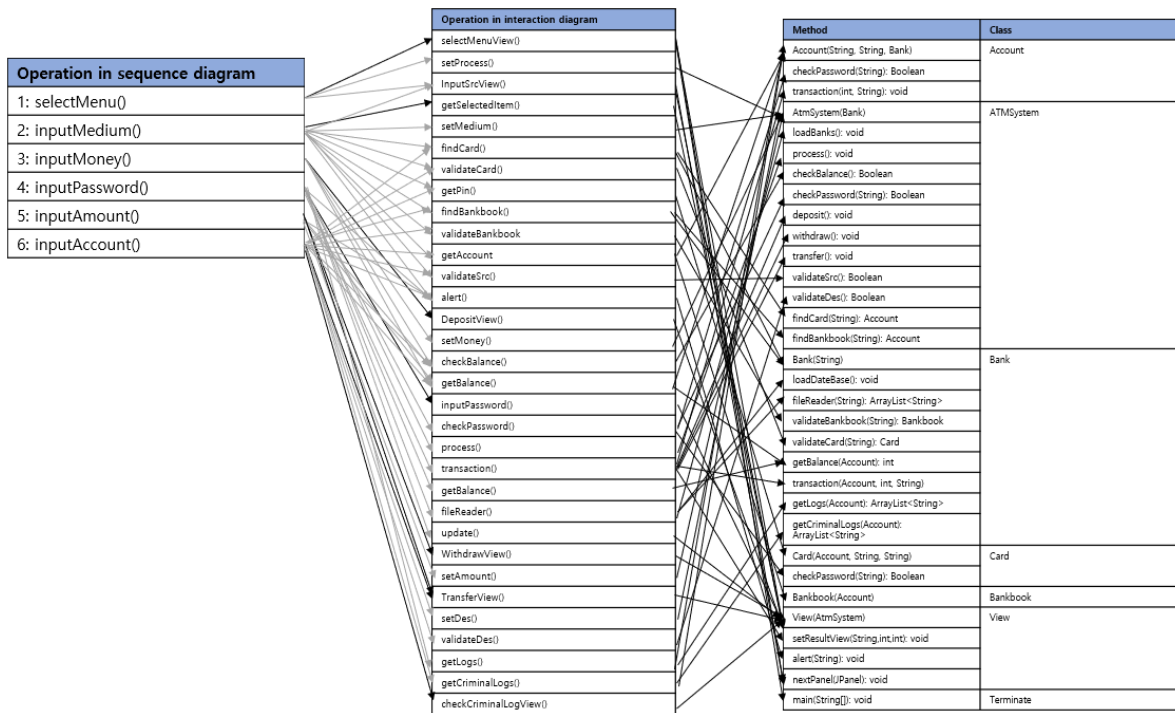 Operation in sequence diagram
1: selectMenu()
2: inputMedium()
3: inputMoney()
4: inputPassword()
5: inputAmount()
6: inputAccount()
Operation in interaction diagram
selectMenuView()
setProcess()
InputSrcView()
getSelectedItem()
setMedium()
findCard()
validateCard()
getPin()
findBankbook()
validateBankbook
getAccount
validateSrc()
alert()
DepositView()
setMoney()
checkBalance()
getBalance()
inputPassword()
checkPassword()
process()
transaction()
getBalance()
fileReader()
update()
WithdrawView()
setAmount()
TransferView()
setDes()
validateDes()
getLogs()
getCriminalLogs()
checkCriminalLogView()
Method Class
Account(String, String, Bank) Account
checkPassword(String): Boolean
transaction(int, String): void
AtmSystem(Bank) ATMSystem
loadBanks(): void
process(): void
checkBalance(): Boolean
checkPassword(String): Boolean
deposit(): void
withdraw(): void
transfer(): void
validateSrc(): Boolean
validateDes(): Boolean
findCard(String): Account
findBankbook(String): Account
Bank(String) Bank
loadDateBase(): void
fileReader(String): ArrayList<String>
validateBankbook(String): Bankbook
validateCard(String): Card
getBalance(Account): int
transaction(Account, int, String)
getLogs(Account): ArrayList<String>
getCriminalLogs(Account):
ArrayList<String>
Card(Account, String, String) Card
checkPassword(String): Boolean
Bankbook(Account) Bankbook
View(AtmSystem) View
setResultView(String,int,int): void
alert(String): void
nextPanel(JPanel): void
main(String[]): void Terminate